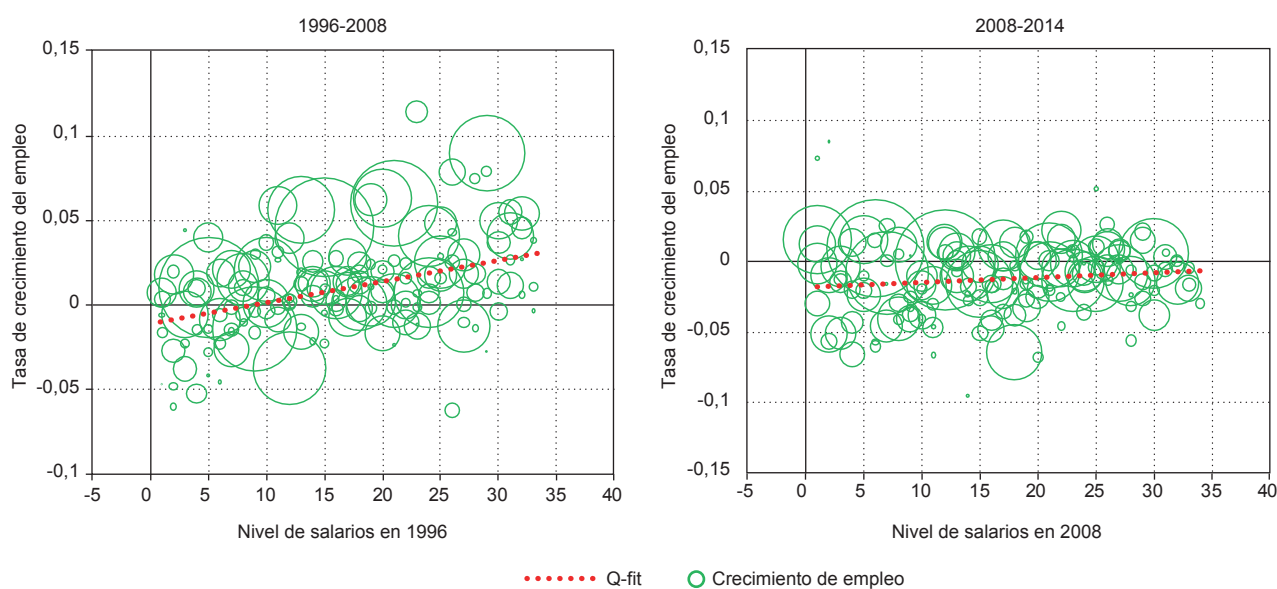 1996-2008
0,15
0,1
0,05
0
-0,05
-0,1
-5 0 5 10 15 20 25 30 35 40
Tasa de crecimiento del empleo
Nivel de salarios en 1996
2008-2014
0,15
0,1
0,05
0
-0,05
-0,1
-0,15
-5 0 5 10 15 20 25 30 35 40
Tasa de crecimiento del empleo
Nivel de salarios en 2008
Q-fit
Crecimiento de empleo